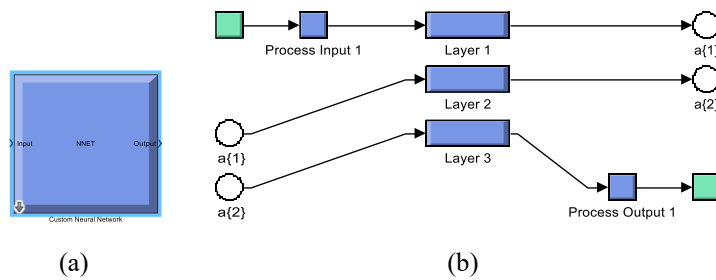 Input NNET Output
Custom Neural Network
(a)
Process Input 1
Layer 1
a{1}
Layer 2
a{2}
a{1}
Layer 3
a{2}
Process Output 1
(b)